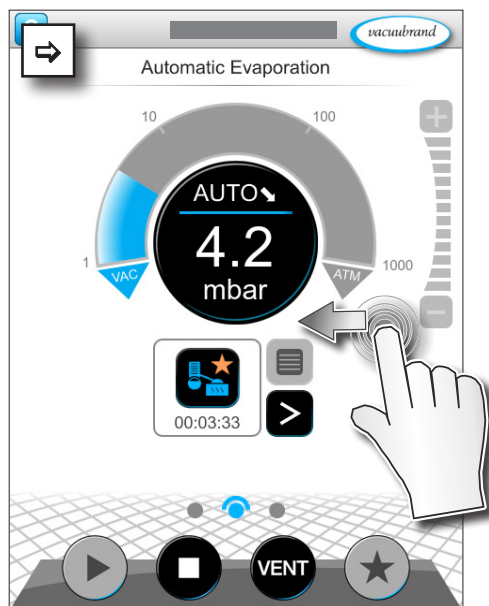 vacuubrand
Automatic Evaporation
10
100
AUTO
4.2
mbar
1
1000
VAC
ATM
00:03:33
VENT